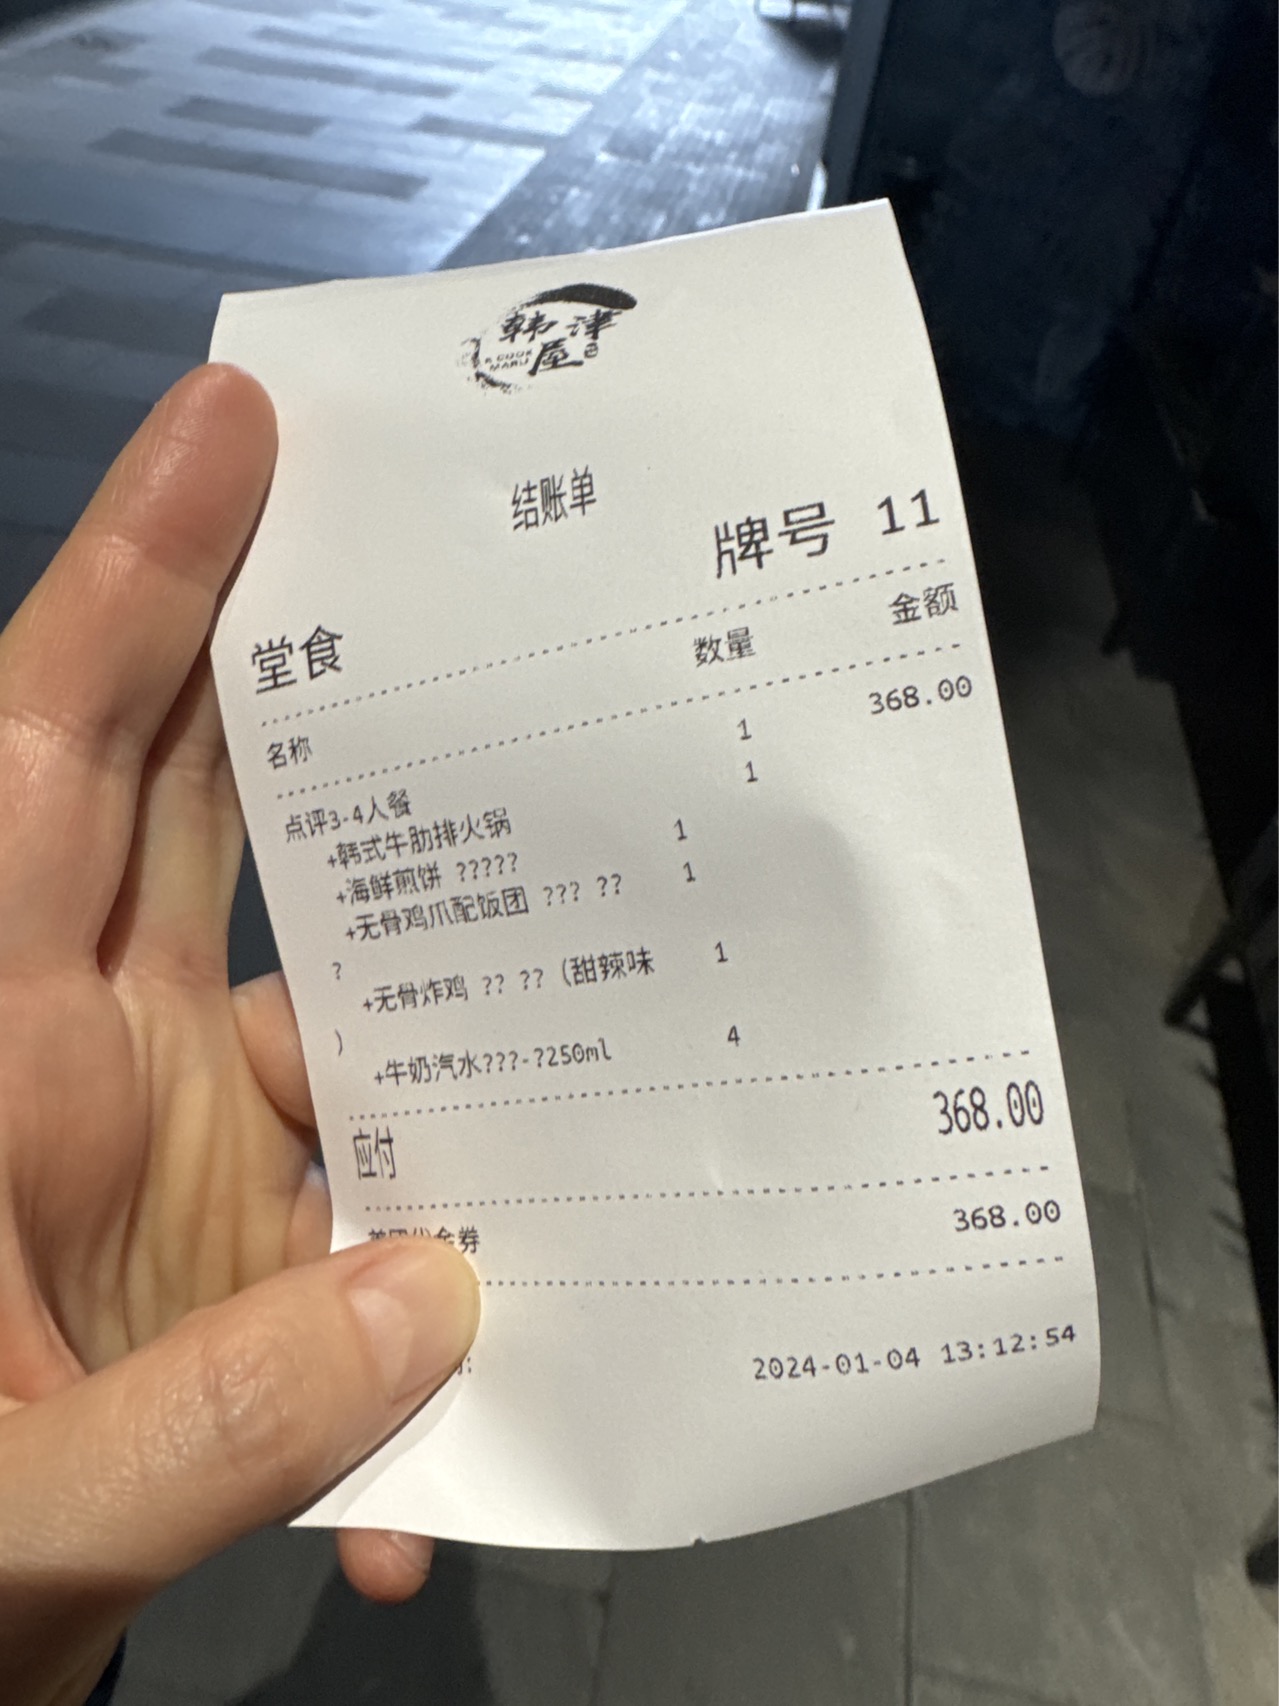 韩津
屋
K COOK
MARU
结账单
牌号 11
堂食
名称 数量 金额
点评3-4人餐 1 368.00
+韩式牛肋排火锅 1
+海鲜煎饼 ????? 1
+无骨鸡爪配饭团 ??? ?? 1
?
+无骨炸鸡 ?? ?? (甜辣味 1
)
+牛奶汽水???-?250ml 4
应付 368.00
券 368.00
2024-01-04 13:12:54